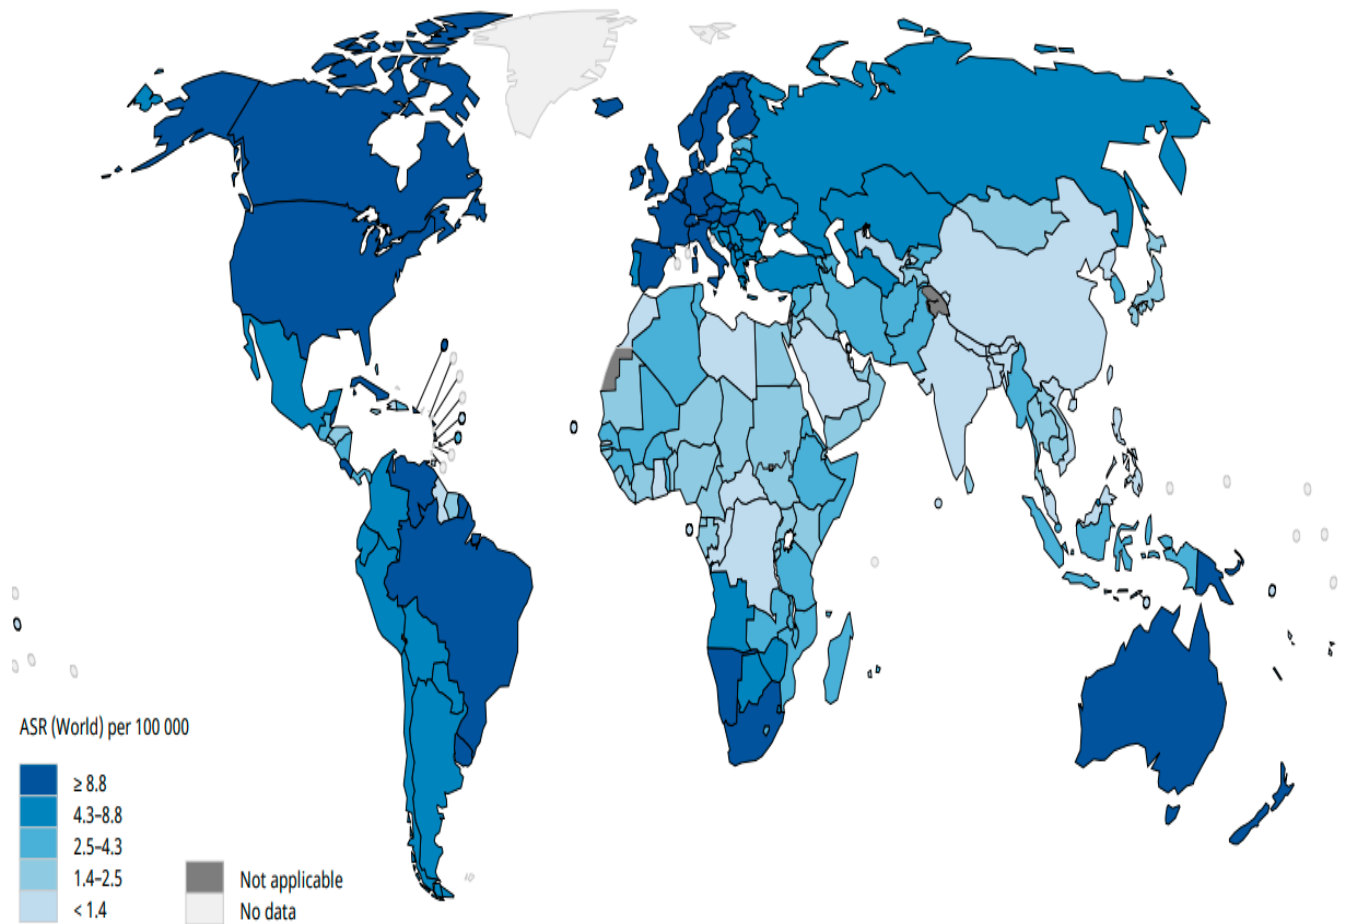 ASR (World) per 100 000
≥ 8.8
4.3–8.8
2.5–4.3
1.4–2.5
< 1.4
Not applicable
No data